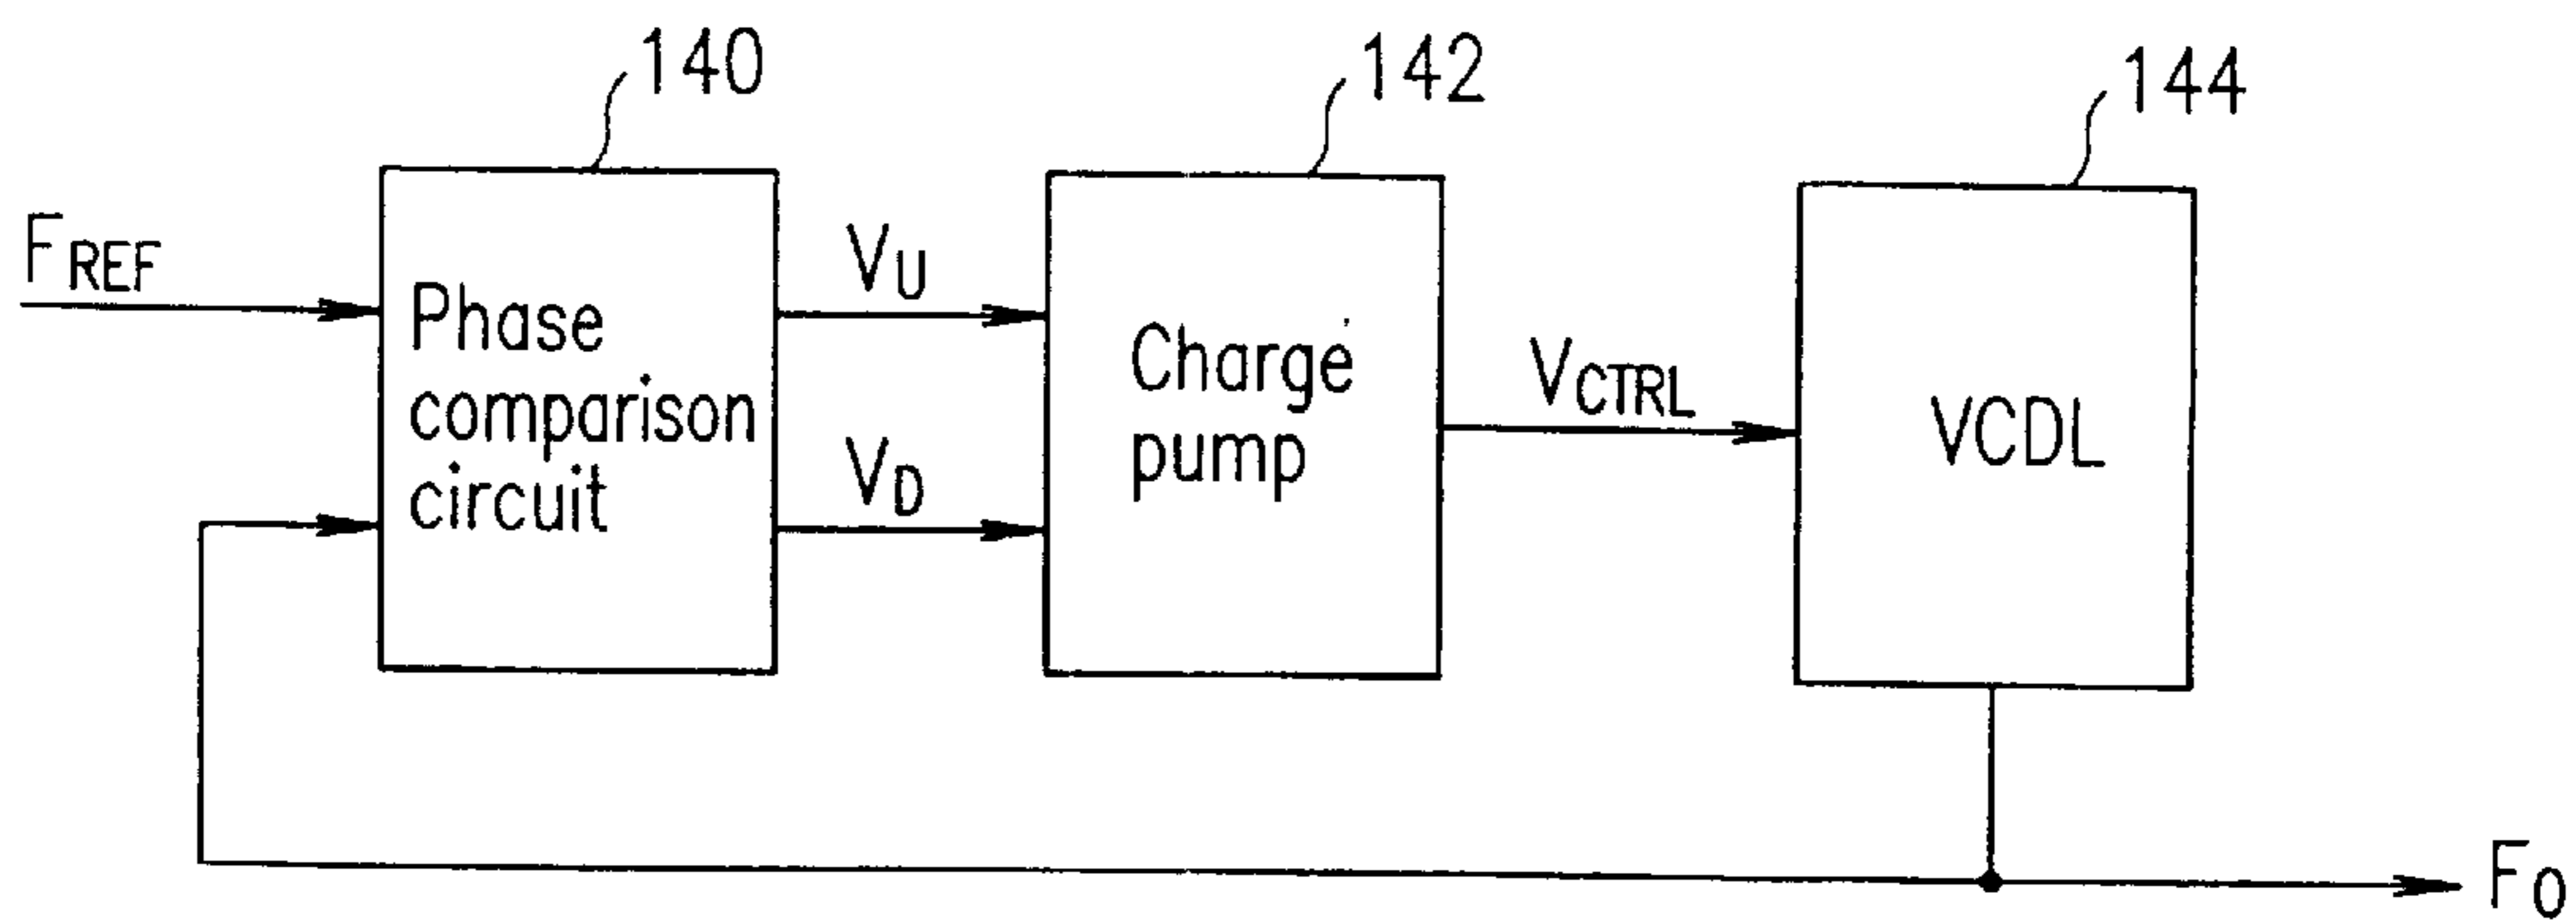 140
142
144
FREF
Phase
comparison
circuit
VU
VD
Charge
pump
VCTRL
VCDL
FO